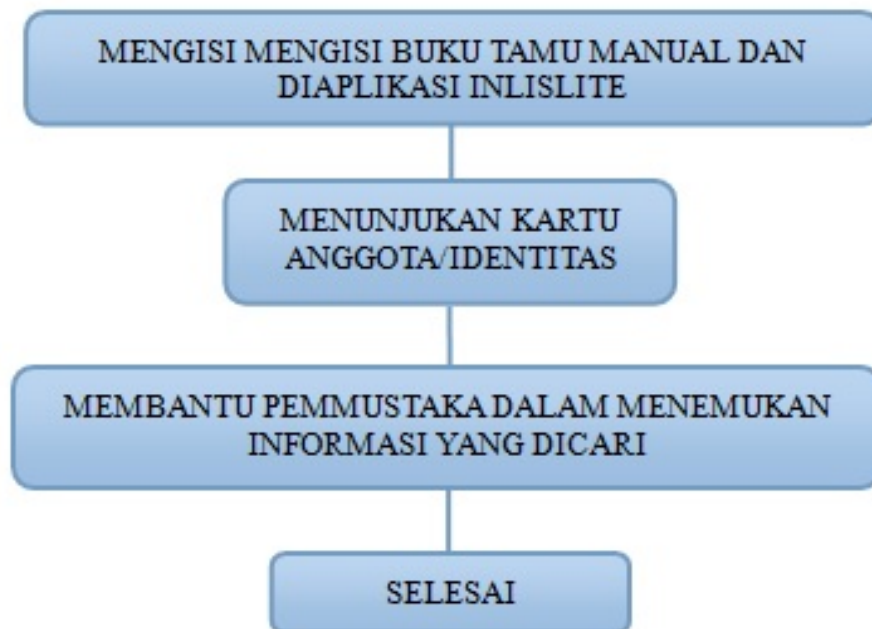 MENGISI MENGISI BUKU TAMU MANUAL DAN
DIAPLIKASI INLISLITE
MENUNJUKAN KARTU
ANGGOTA/IDENTITAS
MEMBANTU PEMMUSTAKA DALAM MENEMUKAN
INFORMASI YANG DICARI
SELESAI